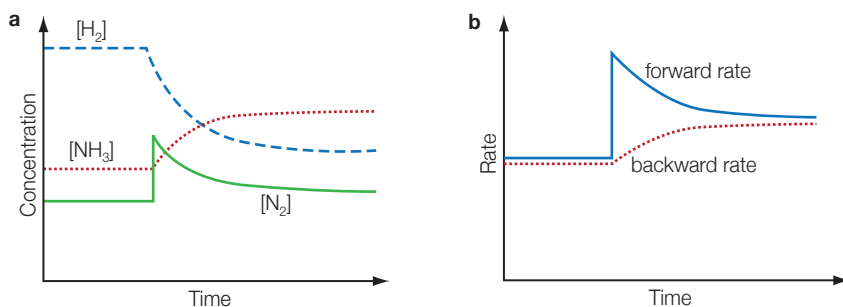 a
[H₂]
[NH₃]
[N₂]
Concentration
Time
b
forward rate
backward rate
Rate
Time